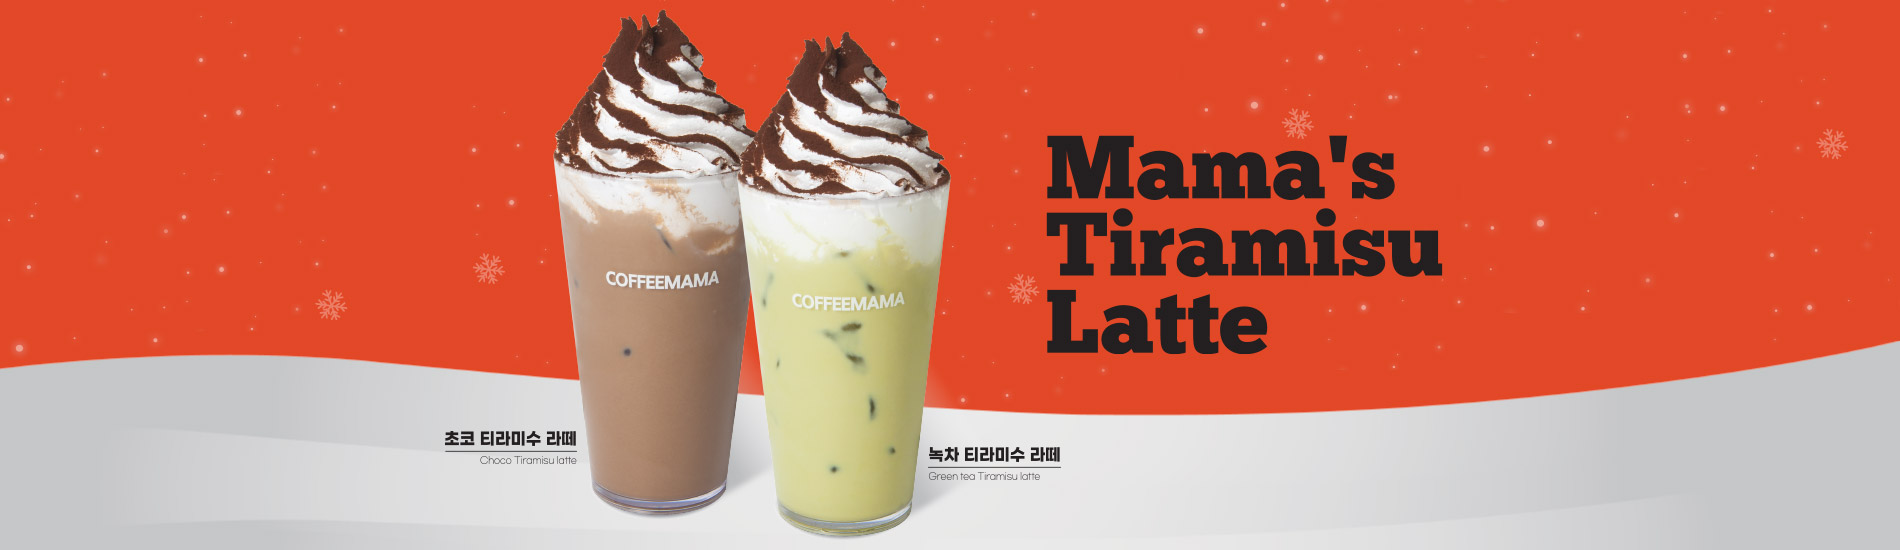 Mama's
Tiramisu
Latte
COFFEEMAMA
COFFEEMAMA
초코 티라미수 라떼
Choco Tiramisu latte
녹차 티라미수 라떼
Green tea Tiramisu latte